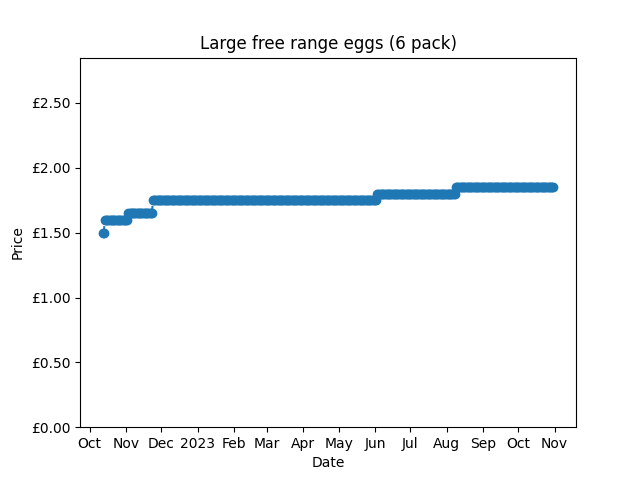 Large free range eggs (6 pack)
£2.50
£2.00
£1.50
£1.00
£0.50
£0.00
Price
Oct Nov Dec 2023 Feb Mar Apr May Jun Jul Aug Sep Oct Nov
Date